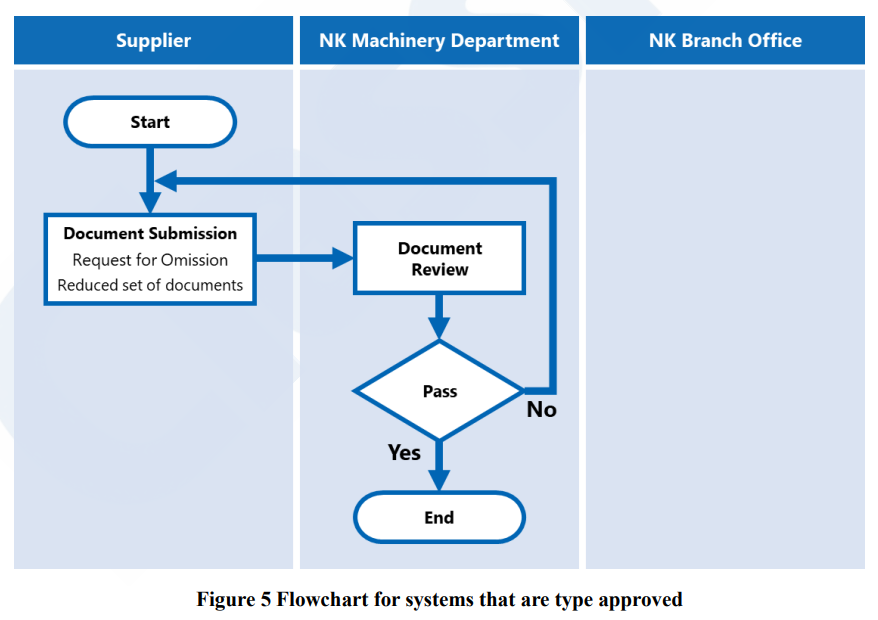 Supplier
NK Machinery Department
NK Branch Office
Start
Document Submission
Request for Omission
Reduced set of documents
Document
Review
Pass
No
Yes
End
Figure 5 Flowchart for systems that are type approved